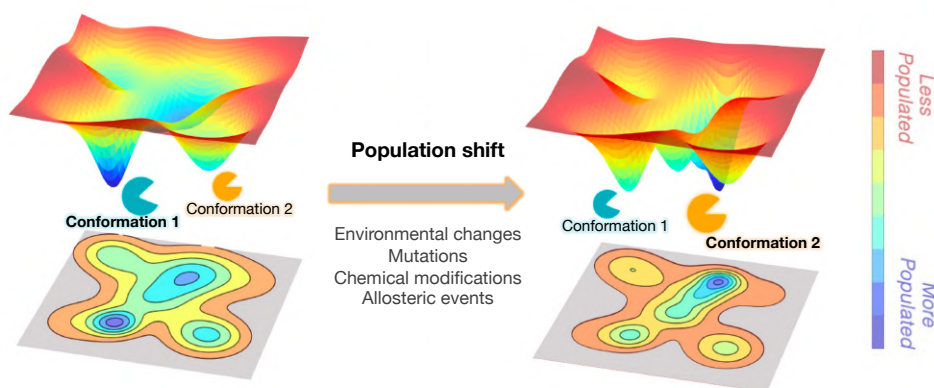 Population shift
Conformation 1
Conformation 2
Environmental changes
Mutations
Chemical modifications
Allosteric events
Conformation 1
Conformation 2
Less
Populated
More
Populated